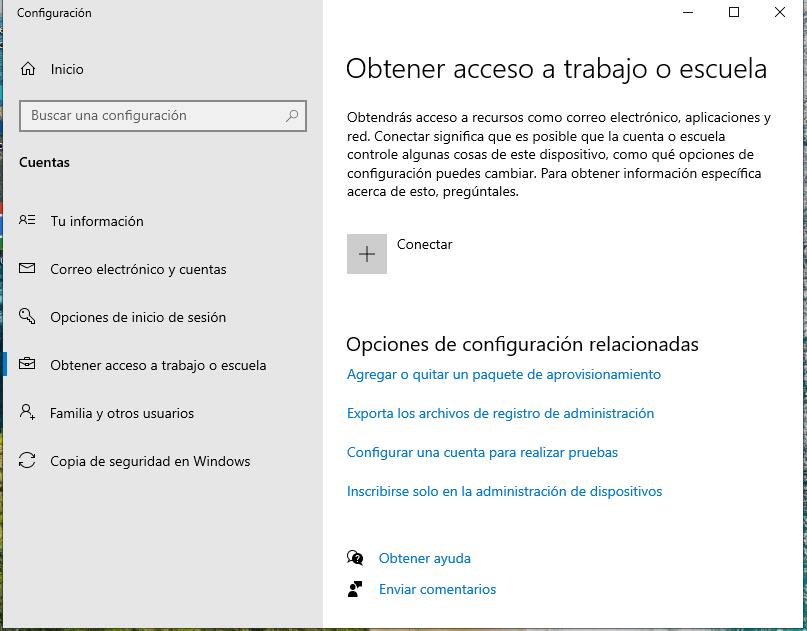 Configuración
Inicio
Buscar una configuración
Cuentas
Tu información
Correo electrónico y cuentas
Opciones de inicio de sesión
Obtener acceso a trabajo o escuela
Familia y otros usuarios
Copia de seguridad en Windows
Obtener acceso a trabajo o escuela
Obtendrás acceso a recursos como correo electrónico, aplicaciones y
red. Conectar significa que es posible que la cuenta o escuela
controle algunas cosas de este dispositivo, como qué opciones de
configuración puedes cambiar. Para obtener información específica
acerca de esto, pregúntales.
Conectar
Opciones de configuración relacionadas
Agregar o quitar un paquete de aprovisionamiento
Exporta los archivos de registro de administración
Configurar una cuenta para realizar pruebas
Inscribirse solo en la administración de dispositivos
Obtener ayuda
Enviar comentarios